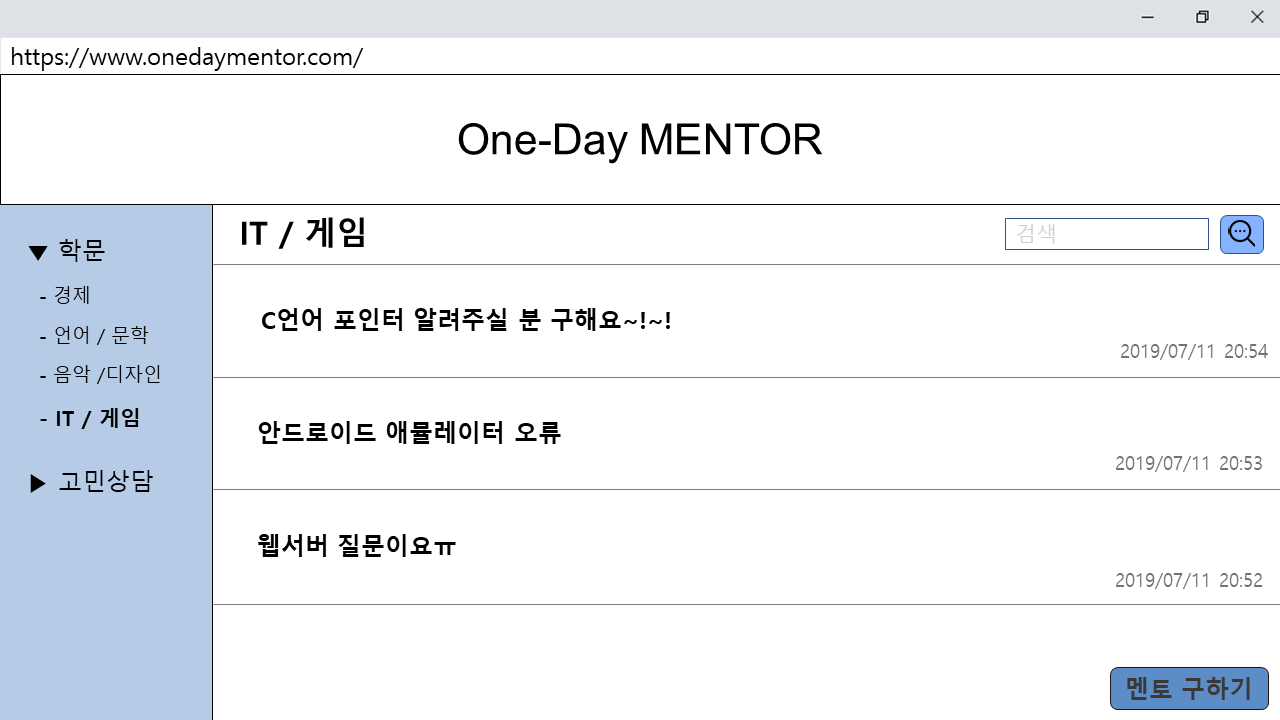 https://www.onedaymentor.com/
One-Day MENTOR
▼ 학문
- 경제
- 언어 / 문학
- 음악 /디자인
- IT / 게임
▶ 고민상담
IT / 게임
검색
C언어 포인터 알려주실 분 구해요~!~!
2019/07/11 20:54
안드로이드 애뮬레이터 오류
2019/07/11 20:53
웹서버 질문이요ㅠ
2019/07/11 20:52
멘토 구하기